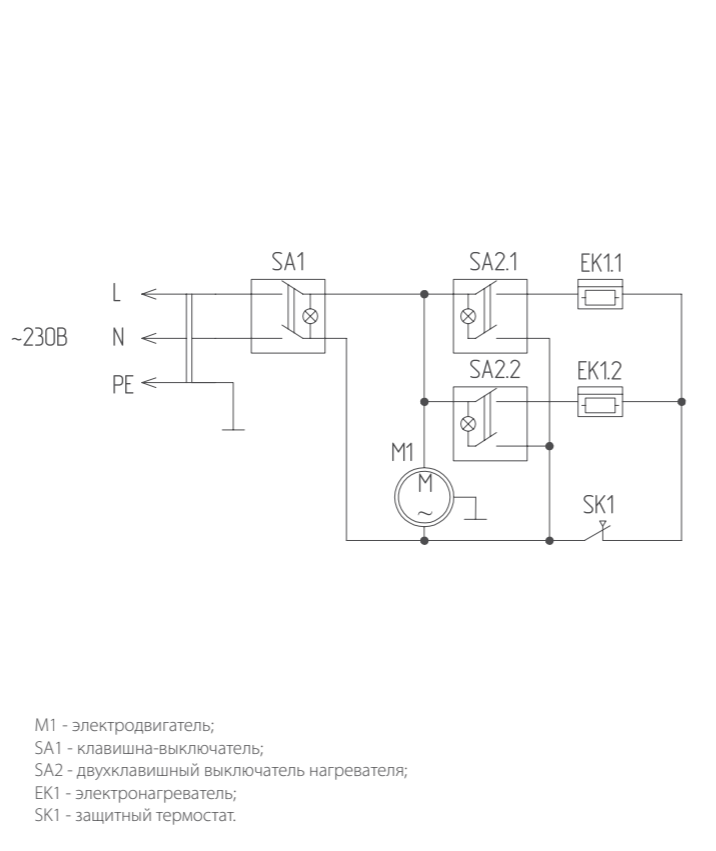 SA1
SA2.1
EK1.1
L
~230В
N
PE
SA2.2
EK1.2
M1
M
~
SK1
M1 - электродвигатель;
SA1 - клавишна-выключатель;
SA2 - двухклавишный выключатель нагревателя;
EK1 - электронагреватель;
SK1 - защитный термостат.